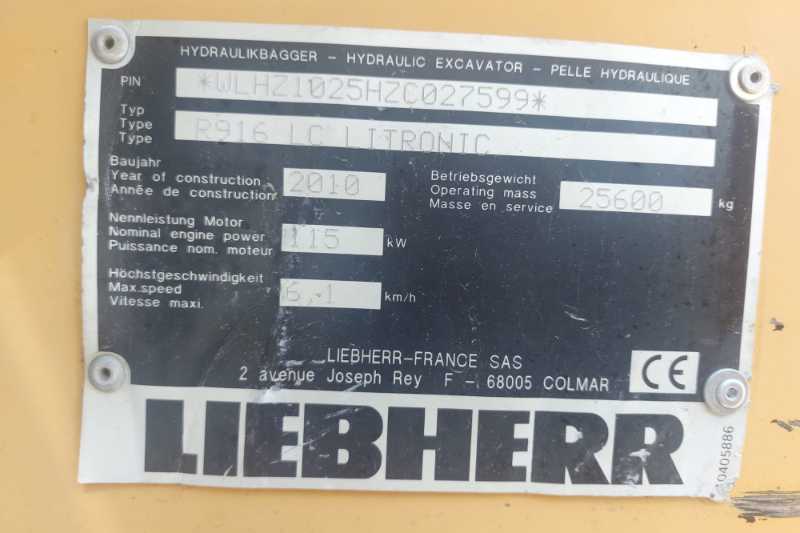 HYDRAULIKBAGGER - HYDRAULIC EXCAVATOR - PELLE HYDRAULIQUE
PIN *WLHZ1025HZC027599*
Typ
Type R916 LC LITRONIC
Type
Baujahr
Year of construction 2010
Année de construction
Betriebsgewicht
Operating mass 25600 kg
Masse en service
Nennleistung Motor
Nominal engine power 115 kW
Puissance nom. moteur
Höchstgeschwindigkeit
Max.speed 6,1 km/h
Vitesse maxi.
LIEBHERR-FRANCE SAS
2 avenue Joseph Rey F - 68005 COLMAR
CE
LIEBHERR
10405886